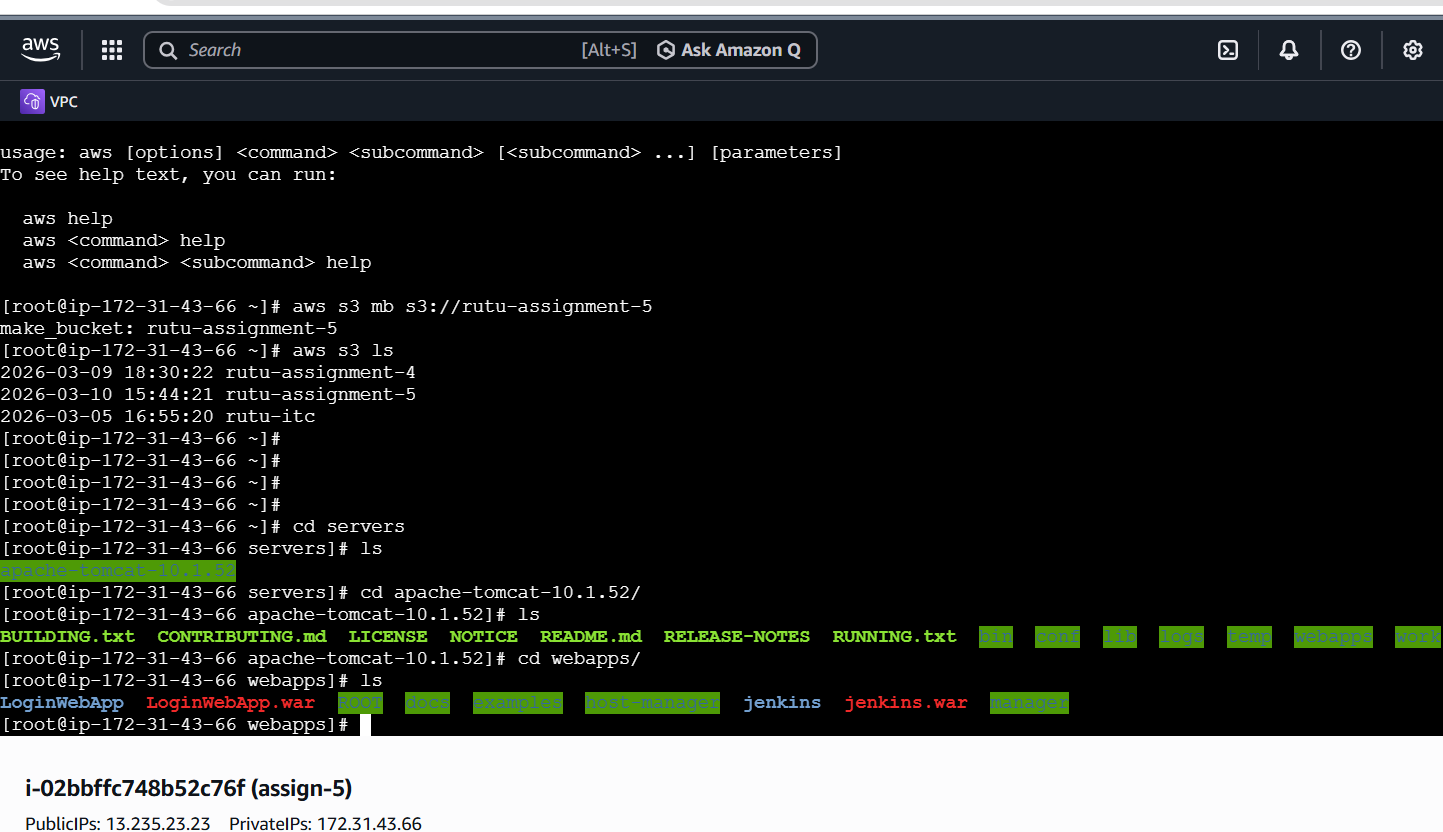 aws
Search [Alt+S] Ask Amazon Q
VPC
usage: aws [options] <command> <subcommand> [<subcommand> ...] [parameters]
To see help text, you can run:
aws help
aws <command> help
aws <command> <subcommand> help
[root@ip-172-31-43-66 ~]# aws s3 mb s3://rutu-assignment-5
make_bucket: rutu-assignment-5
[root@ip-172-31-43-66 ~]# aws s3 ls
2026-03-09 18:30:22 rutu-assignment-4
2026-03-10 15:44:21 rutu-assignment-5
2026-03-05 16:55:20 rutu-itc
[root@ip-172-31-43-66 ~]#
[root@ip-172-31-43-66 ~]#
[root@ip-172-31-43-66 ~]#
[root@ip-172-31-43-66 ~]#
[root@ip-172-31-43-66 ~]# cd servers
[root@ip-172-31-43-66 servers]# ls
apache-tomcat-10.1.52
[root@ip-172-31-43-66 servers]# cd apache-tomcat-10.1.52/
[root@ip-172-31-43-66 apache-tomcat-10.1.52]# ls
BUILDING.txt CONTRIBUTING.md LICENSE NOTICE README.md RELEASE-NOTES RUNNING.txt bin conf lib logs temp webapps work
[root@ip-172-31-43-66 apache-tomcat-10.1.52]# cd webapps/
[root@ip-172-31-43-66 webapps]# ls
LoginWebApp LoginWebApp.war ROOT docs examples host-manager jenkins jenkins.war manager
[root@ip-172-31-43-66 webapps]#
i-02bbffc748b52c76f (assign-5)
PublicIPs: 13.235.23.23 PrivateIPs: 172.31.43.66